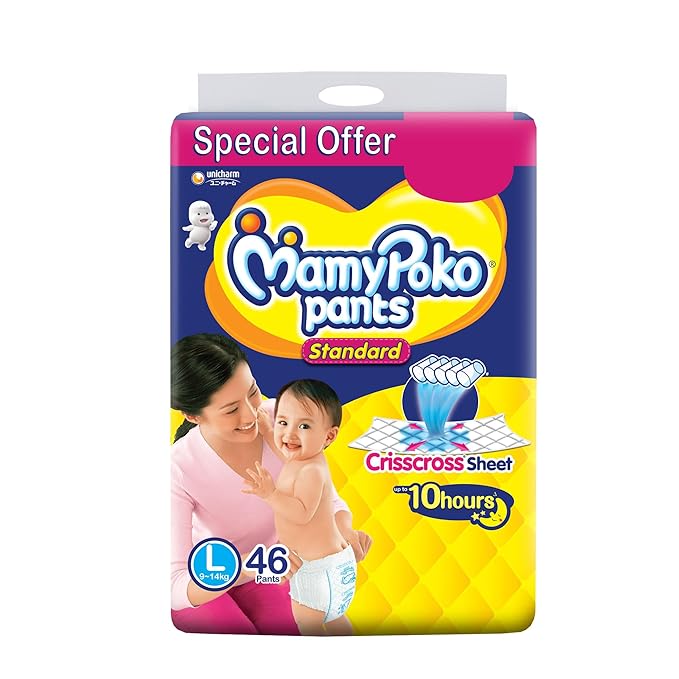 Special Offer
unicharm
ユニ・チャーム
MamyPoko®
pants
Standard
Crisscross Sheet
up to 10hours
L
9~14kg
46
Pants